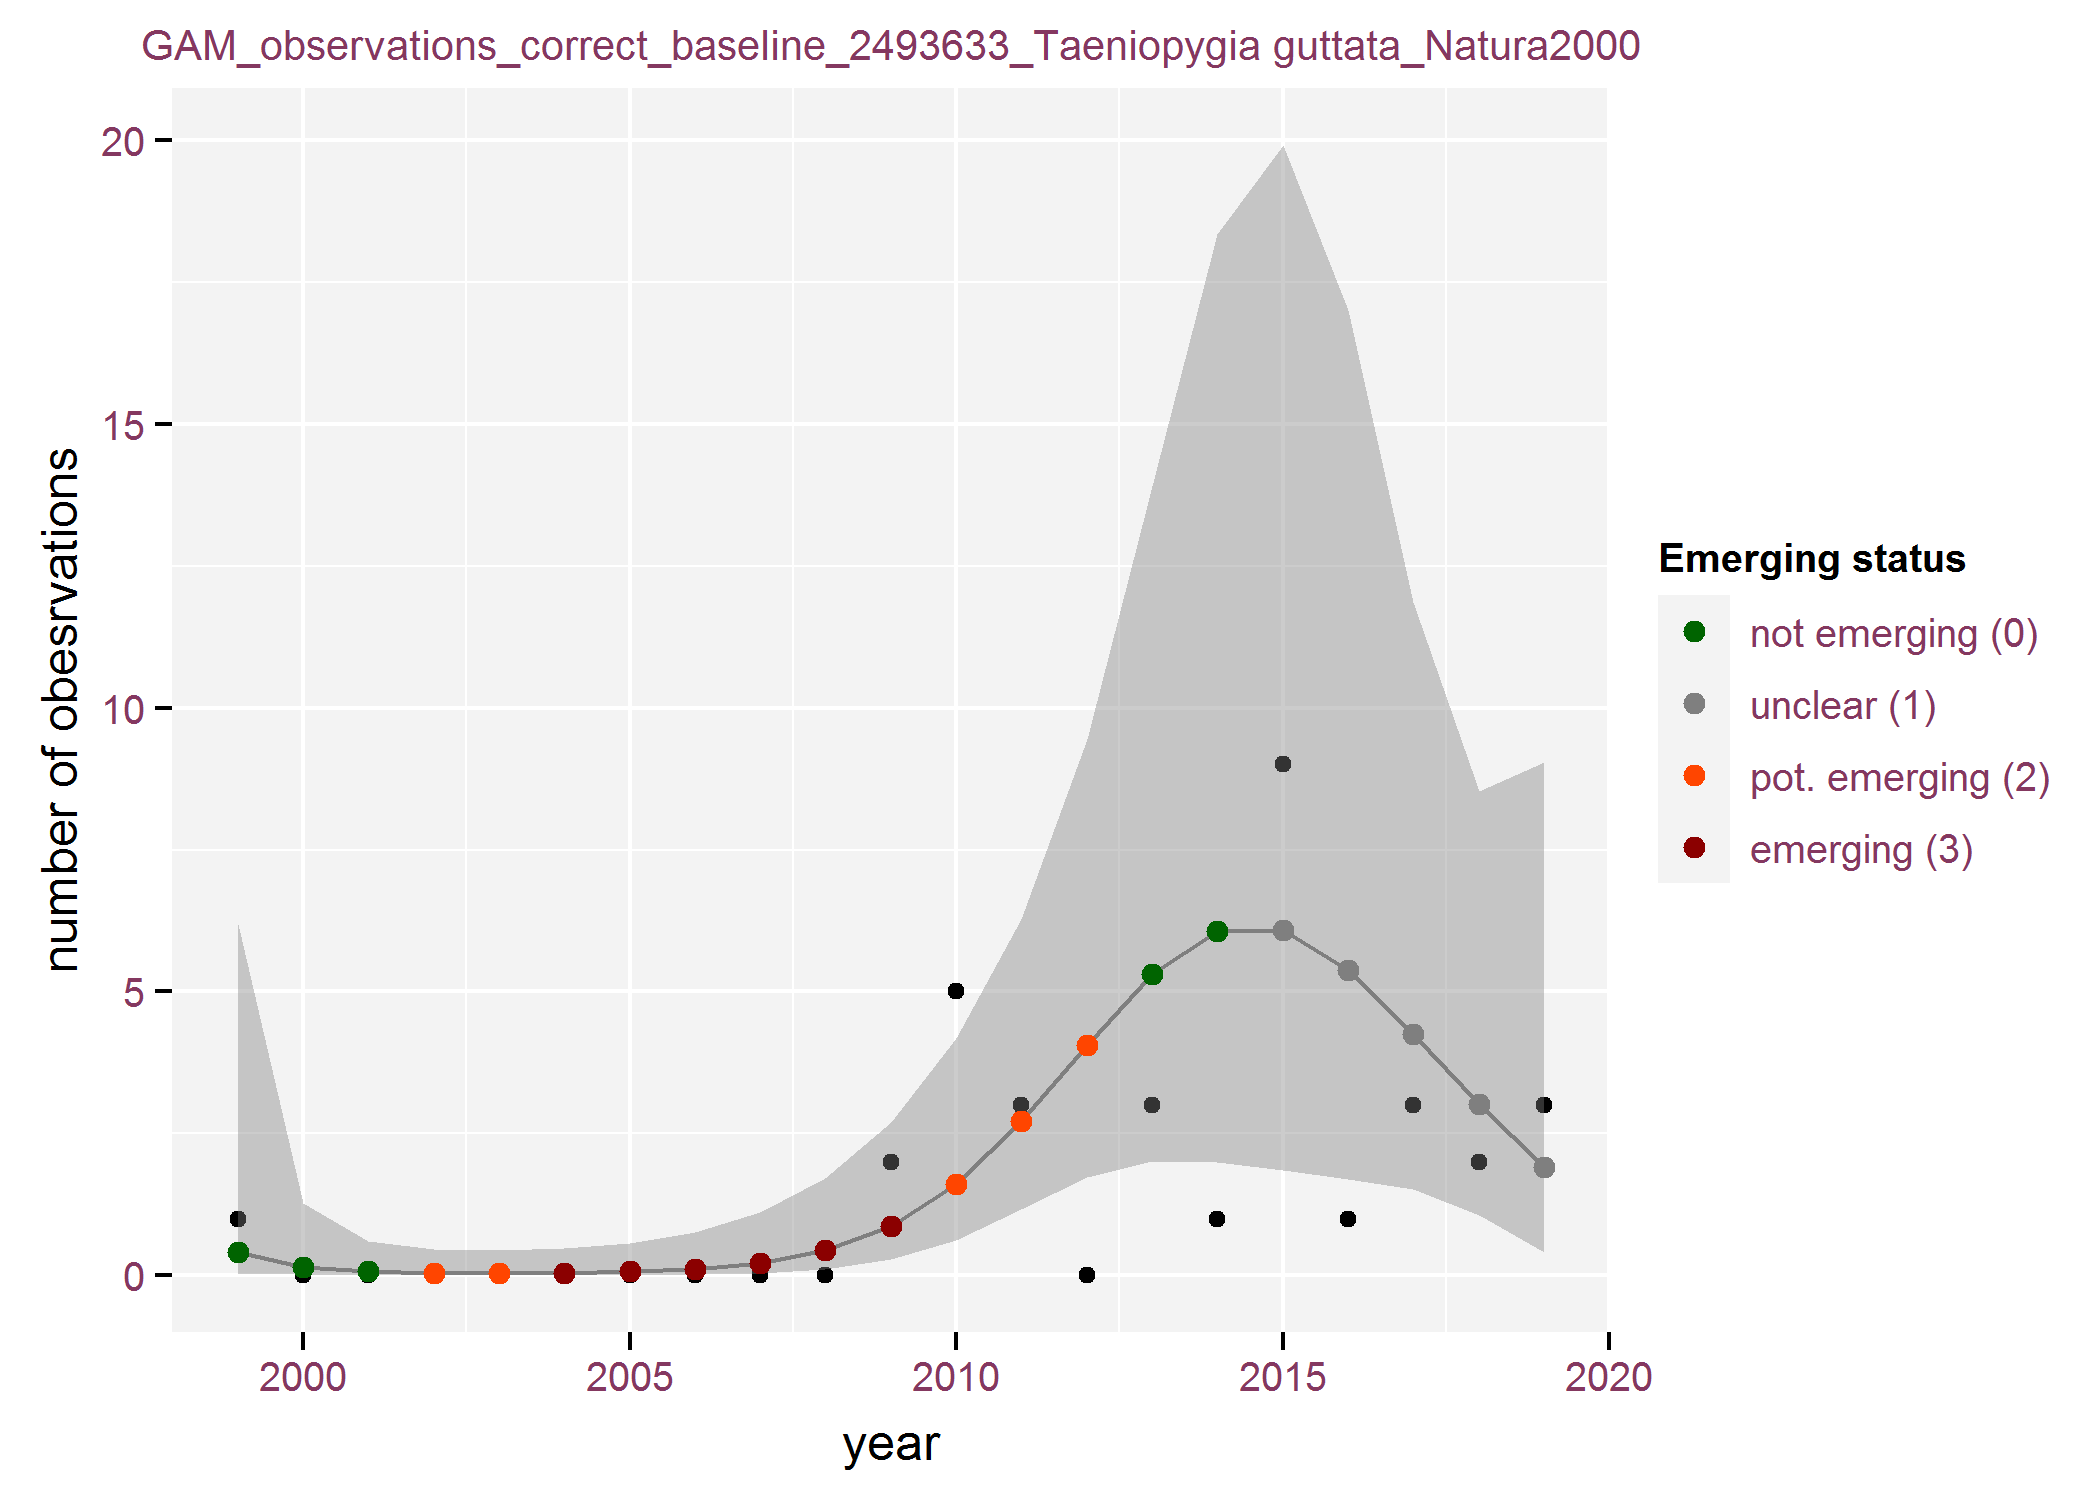 GAM_observations_correct_baseline_2493633_Taeniopygia guttata_Natura2000
number of obesrvations
20
15
10
5
0
2000 2005 2010 2015 2020
year
Emerging status
not emerging (0)
unclear (1)
pot. emerging (2)
emerging (3)